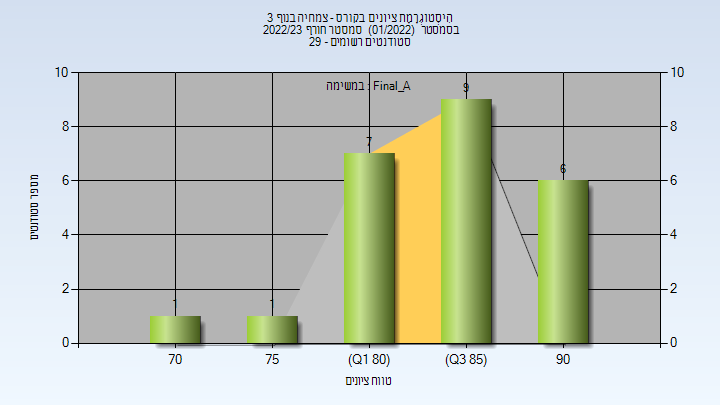 היסטוגרמת ציונים בקורס - צמחיה בנוף 3
בסמסטר (01/2022) סמסטר חורף 2022/23
סטודנטים רשומים - 29
במשימה : Final_A
10 10
8 8
6 6
4 4
2 2
0 0
1 1 7 9 6
70 75 (Q1 80) (Q3 85) 90
מספר סטודנטים
טווח ציונים